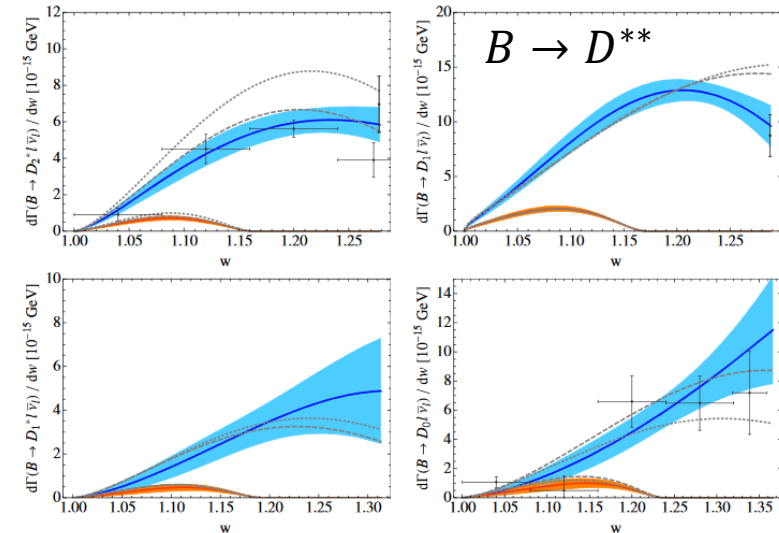 B → D**
dΓ(B → D₂* l ν̄ₗ) / dw [10⁻¹⁵ GeV]
12
10
8
6
4
2
0
1.00 1.05 1.10 1.15 1.20 1.25
w
dΓ(B → D₁ l ν̄ₗ) / dw [10⁻¹⁵ GeV]
20
15
10
5
0
1.00 1.05 1.10 1.15 1.20 1.25
w
dΓ(B → D₁* l ν̄ₗ) / dw [10⁻¹⁵ GeV]
10
8
6
4
2
0
1.00 1.05 1.10 1.15 1.20 1.25 1.30
w
dΓ(B → D₀ l ν̄ₗ) / dw [10⁻¹⁵ GeV]
14
12
10
8
6
4
2
0
1.00 1.05 1.10 1.15 1.20 1.25 1.30 1.35
w